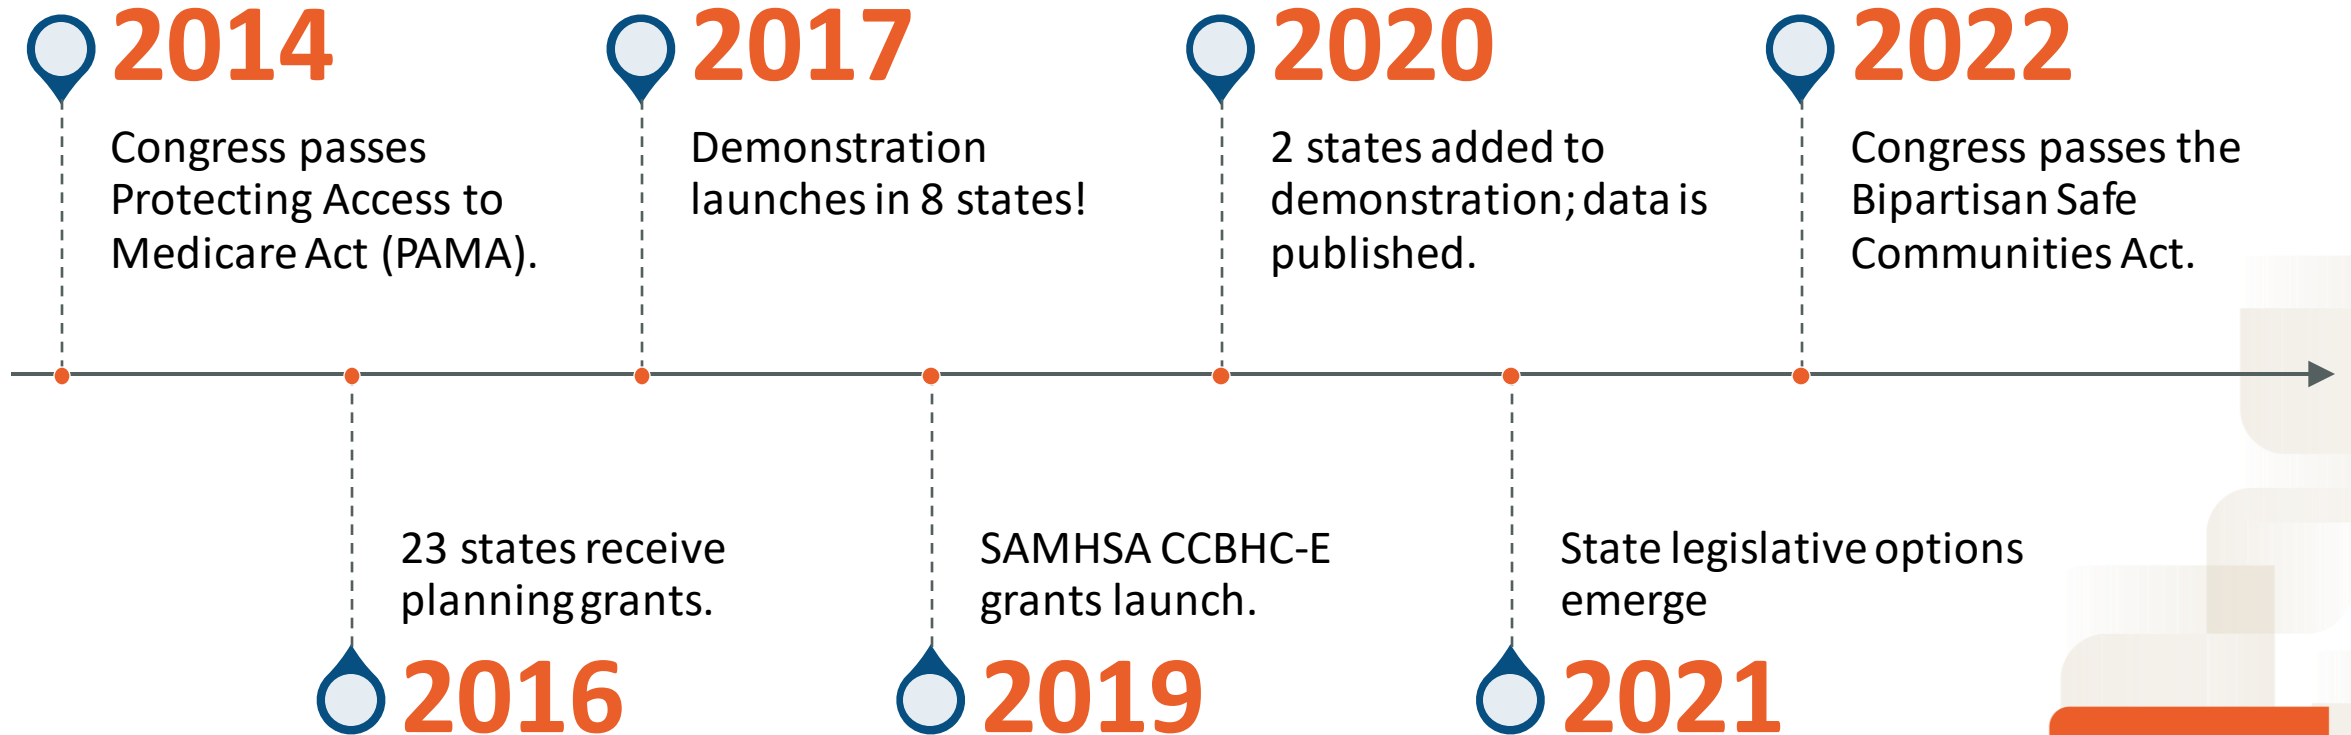 2014
Congress passes
Protecting Access to
Medicare Act (PAMA).
2017
Demonstration
launches in 8 states!
2020
2 states added to
demonstration; data is
published.
2022
Congress passes the
Bipartisan Safe
Communities Act.
23 states receive
planning grants.
2016
SAMHSA CCBHC-E
grants launch.
2019
State legislative options
emerge
2021